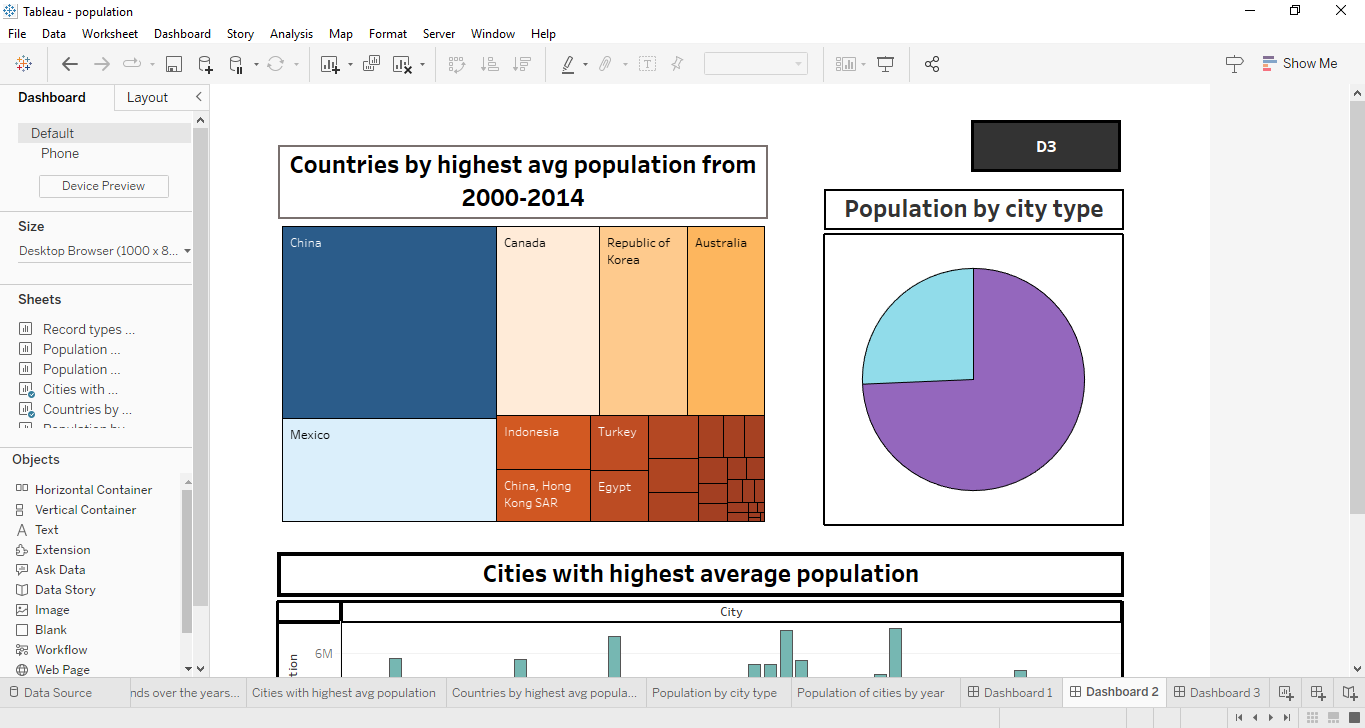 Tableau - population
File Data Worksheet Dashboard Story Analysis Map Format Server Window Help
Show Me
Dashboard Layout
Default
Phone
Device Preview
Size
Desktop Browser (1000 x 8...
Sheets
Record types ...
Population ...
Population ...
Cities with ...
Countries by ...
Objects
Horizontal Container
Vertical Container
Text
Extension
Ask Data
Data Story
Image
Blank
Workflow
Web Page
D3
Countries by highest avg population from
2000-2014
China
Canada
Republic of
Korea
Australia
Mexico
Indonesia
Turkey
China, Hong
Kong SAR
Egypt
Population by city type
Cities with highest average population
City
6M
Data Source
nds over the years...
Cities with highest avg population
Countries by highest avg popula...
Population by city type
Population of cities by year
Dashboard 1
Dashboard 2
Dashboard 3